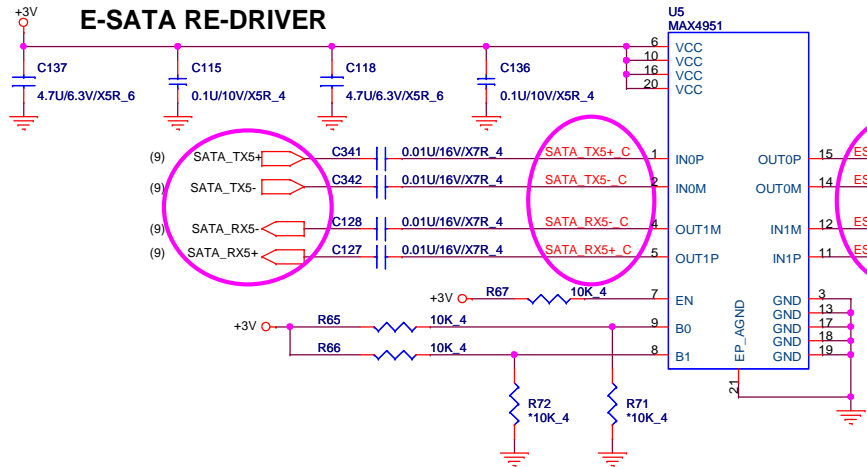 +3V
E-SATA RE-DRIVER
U5
MAX4951
C137
4.7U/6.3V/X5R_6
C115
0.1U/10V/X5R_4
C118
4.7U/6.3V/X5R_6
C136
0.1U/10V/X5R_4
6 VCC
10 VCC
16 VCC
20 VCC
(9) SATA_TX5+ C341 0.01U/16V/X7R_4 SATA_TX5+_C 1 IN0P OUT0P 15 ES
(9) SATA_TX5- C342 0.01U/16V/X7R_4 SATA_TX5-_C 2 IN0M OUT0M 14 ES
(9) SATA_RX5- C128 0.01U/16V/X7R_4 SATA_RX5-_C 4 OUT1M IN1M 12 ES
(9) SATA_RX5+ C127 0.01U/16V/X7R_4 SATA_RX5+_C 5 OUT1P IN1P 11 ES
+3V R67 10K_4 7 EN GND 3
GND 13
+3V R65 10K_4 9 B0 GND 17
GND 18
R66 10K_4 8 B1 GND 19
EP_AGND
21
R72
*10K_4
R71
*10K_4